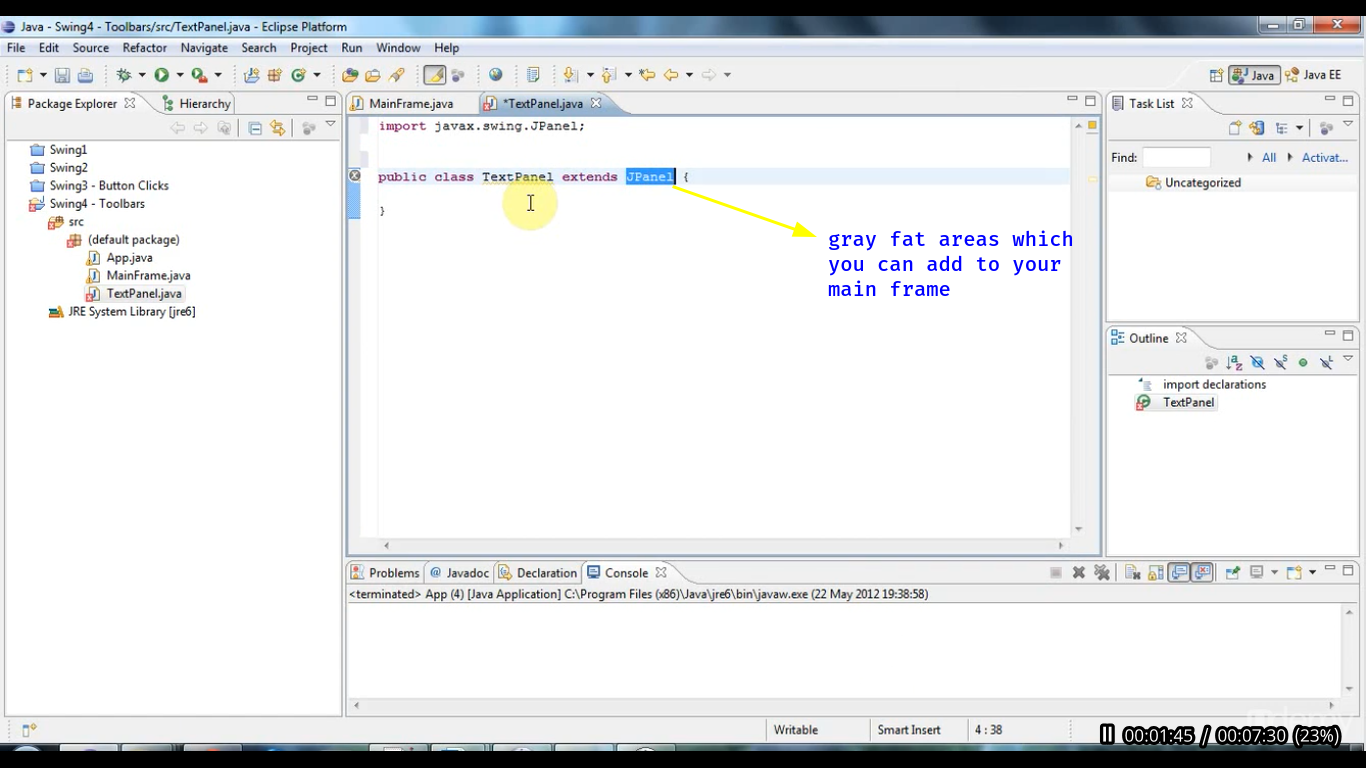 Java - Swing4 - Toolbars/src/TextPanel.java - Eclipse Platform
File Edit Source Refactor Navigate Search Project Run Window Help
Java Java EE
Package Explorer Hierarchy
Swing1
Swing2
Swing3 - Button Clicks
Swing4 - Toolbars
src
(default package)
App.java
MainFrame.java
TextPanel.java
JRE System Library [jre6]
MainFrame.java *TextPanel.java
import javax.swing.JPanel;
public class TextPanel extends JPanel {
}
gray fat areas which
you can add to your
main frame
Task List
Find: All Activat...
Uncategorized
Outline
import declarations
TextPanel
Problems @ Javadoc Declaration Console
<terminated> App (4) [Java Application] C:\Program Files (x86)\Java\jre6\bin\javaw.exe (22 May 2012 19:38:58)
Writable Smart Insert 4 : 38
00:01:45 / 00:07:30 (23%)